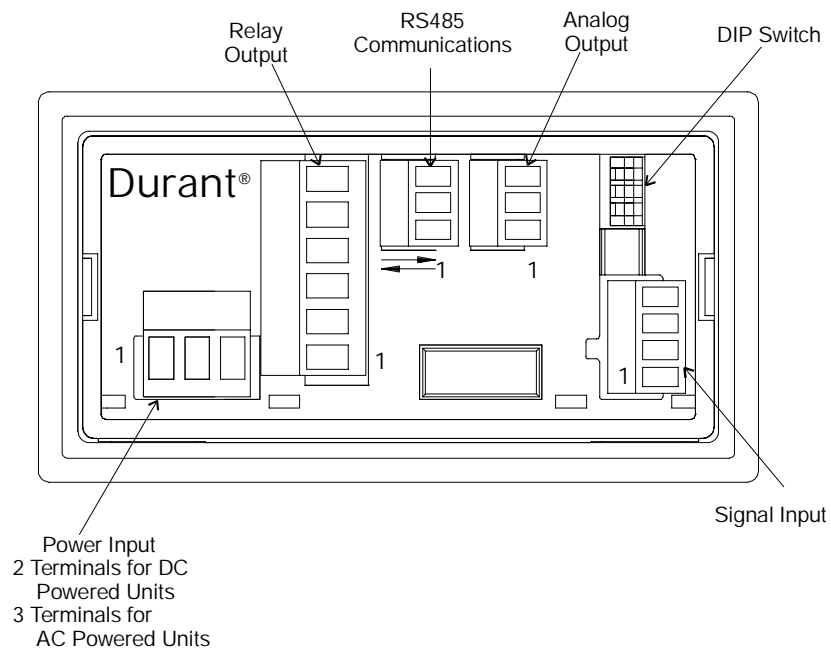 Relay
Output
RS485
Communications
Analog
Output
DIP Switch
Durant®
1
1
1
1
1
Signal Input
Power Input
2 Terminals for DC
Powered Units
3 Terminals for
AC Powered Units